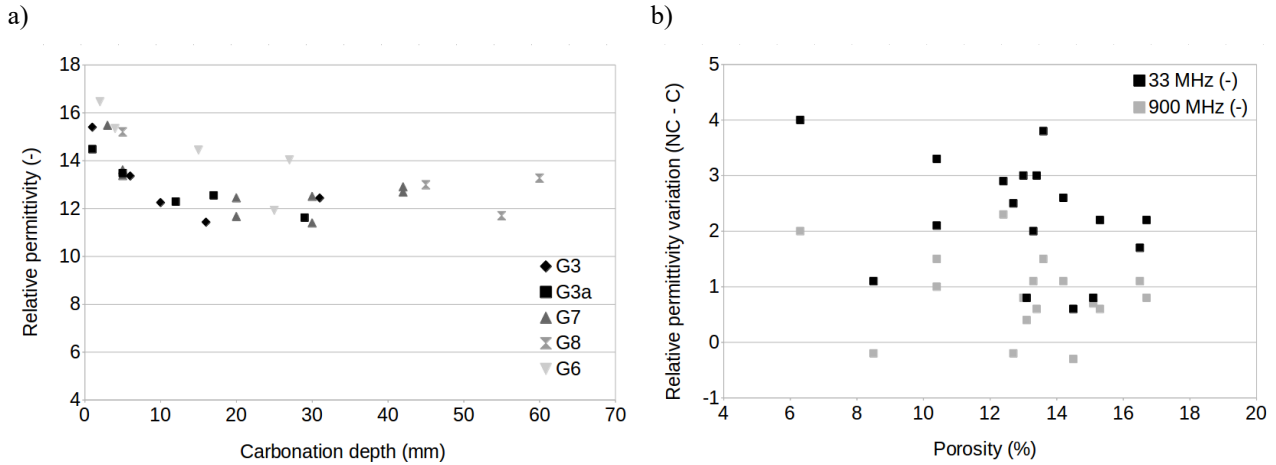 a)
18
16
14
12
10
8
6
4
0
10
20
30
40
50
60
70
Relative permittivity (-)
Carbonation depth (mm)
G3
G3a
G7
G8
G6
b)
5
4
3
2
1
0
-1
4
6
8
10
12
14
16
18
20
Relative permittivity variation (NC - C)
Porosity (%)
33 MHz (-)
900 MHz (-)